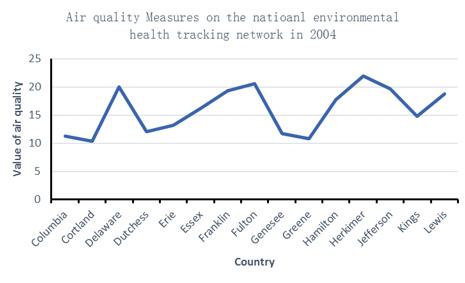 Air quality Measures on the natioanl environmental
health tracking network in 2004
Value of air quality
25
20
15
10
5
0
Columbia
Cortland
Delaware
Dutchess
Erie
Essex
Franklin
Fulton
Genesee
Greene
Hamilton
Herkimer
Jefferson
Kings
Lewis
Country